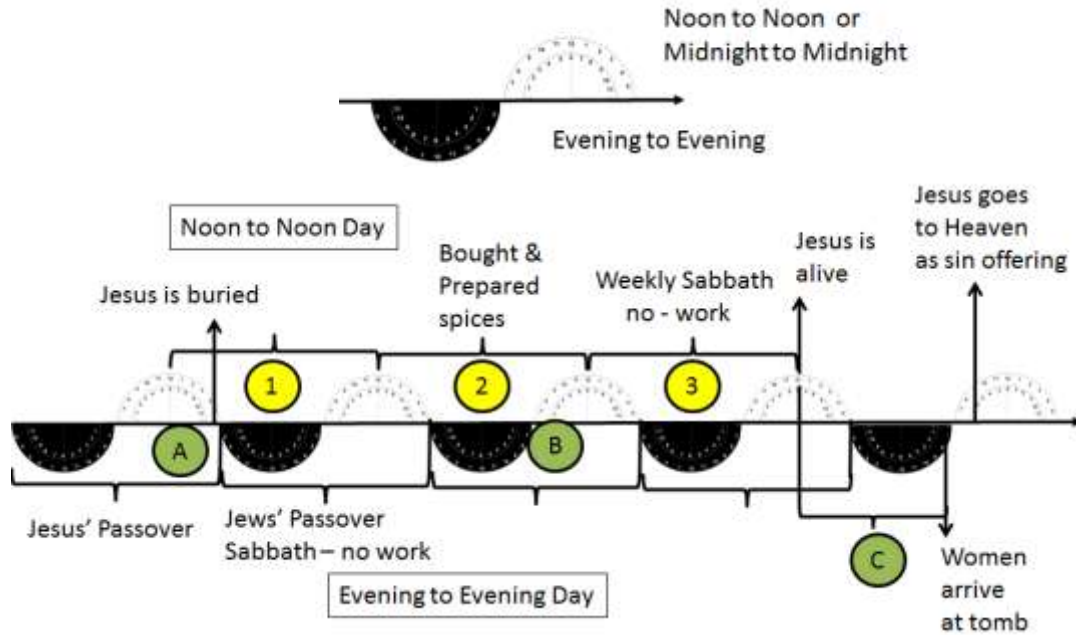 Noon to Noon or
Midnight to Midnight
Evening to Evening
Noon to Noon Day
Jesus is buried
Bought &
Prepared
spices
Weekly Sabbath
no - work
Jesus is
alive
Jesus goes
to Heaven
as sin offering
1
2
3
A
B
C
Jesus' Passover
Jews' Passover
Sabbath – no work
Evening to Evening Day
Women
arrive
at tomb